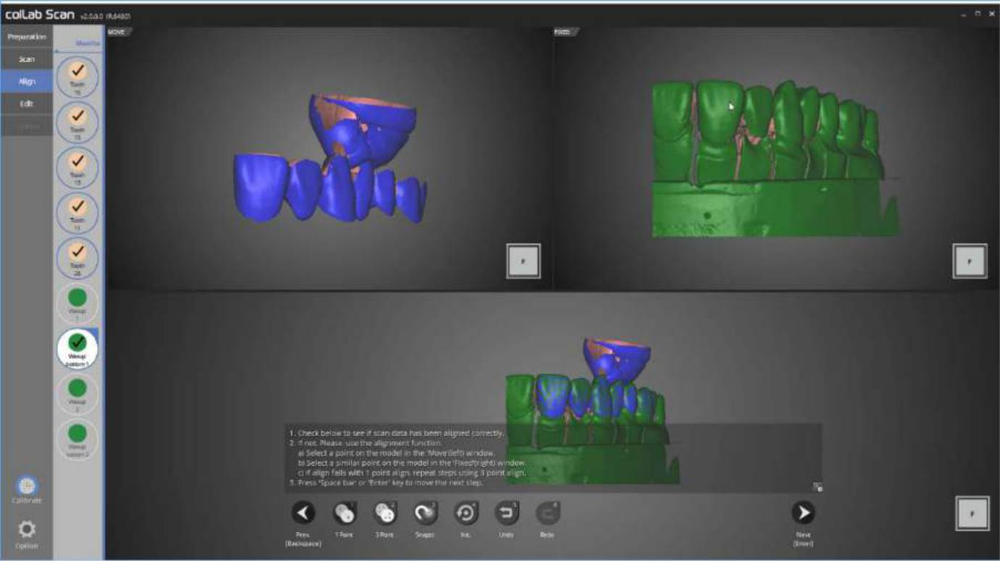 colLab Scan v2.0.0.0 (R.6480)
Preparation
Scan
Align
Edit
Maxilla
Tooth
Tooth
Tooth
Tooth
11
Tooth
26
Waxup
1
Waxup
bottom 1
Waxup
2
Waxup
bottom 2
Calibrate
Option
MOVE
FIXED
F
F
1. Check below to see if scan data has been aligned correctly.
2. If not. Please, use the alignment function.
a) Select a point on the model in the 'Move'(left) window.
b) Select a similar point on the model in the 'Fixed'(right) window.
c) If align fails with 1 point align, repeat steps using 3 point align.
3. Press 'Space bar' or 'Enter' key to move the next step.
Prev.
(Backspace)
1 Point
3 Point
Snaps
Init.
Undo
Redo
Next
(Enter)
F